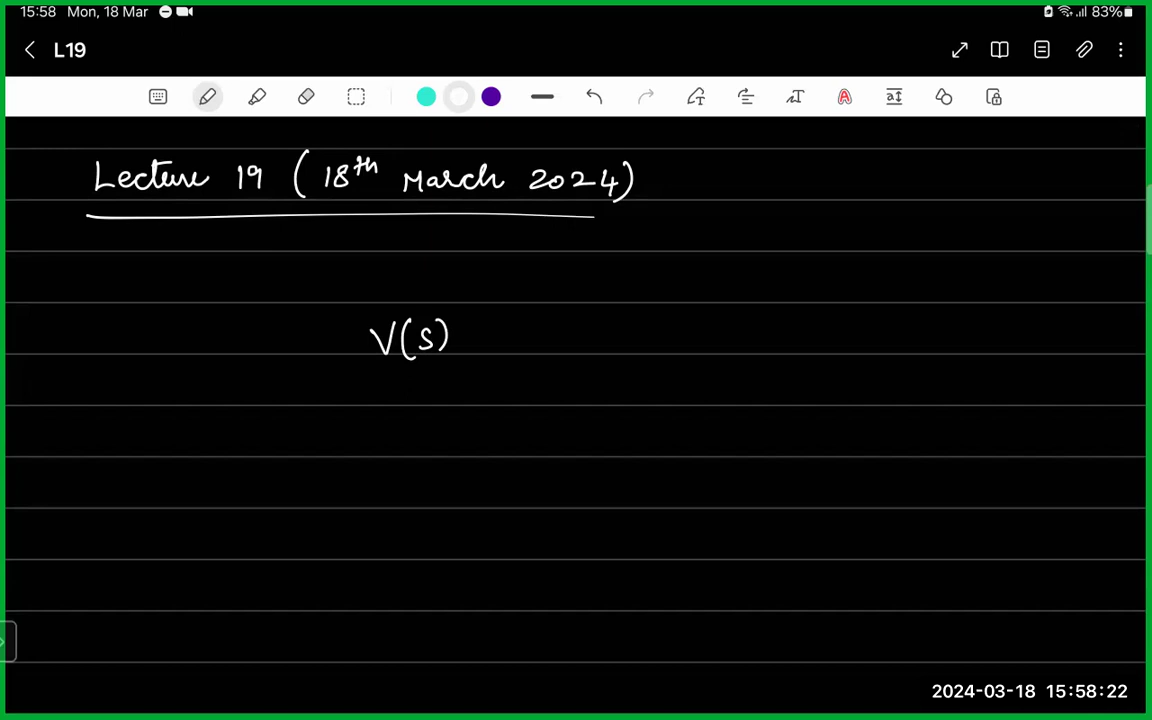 15:58 Mon, 18 Mar 83%
L19
Lecture 19 (18th March 2024)
V(S)
2024-03-18 15:58:22